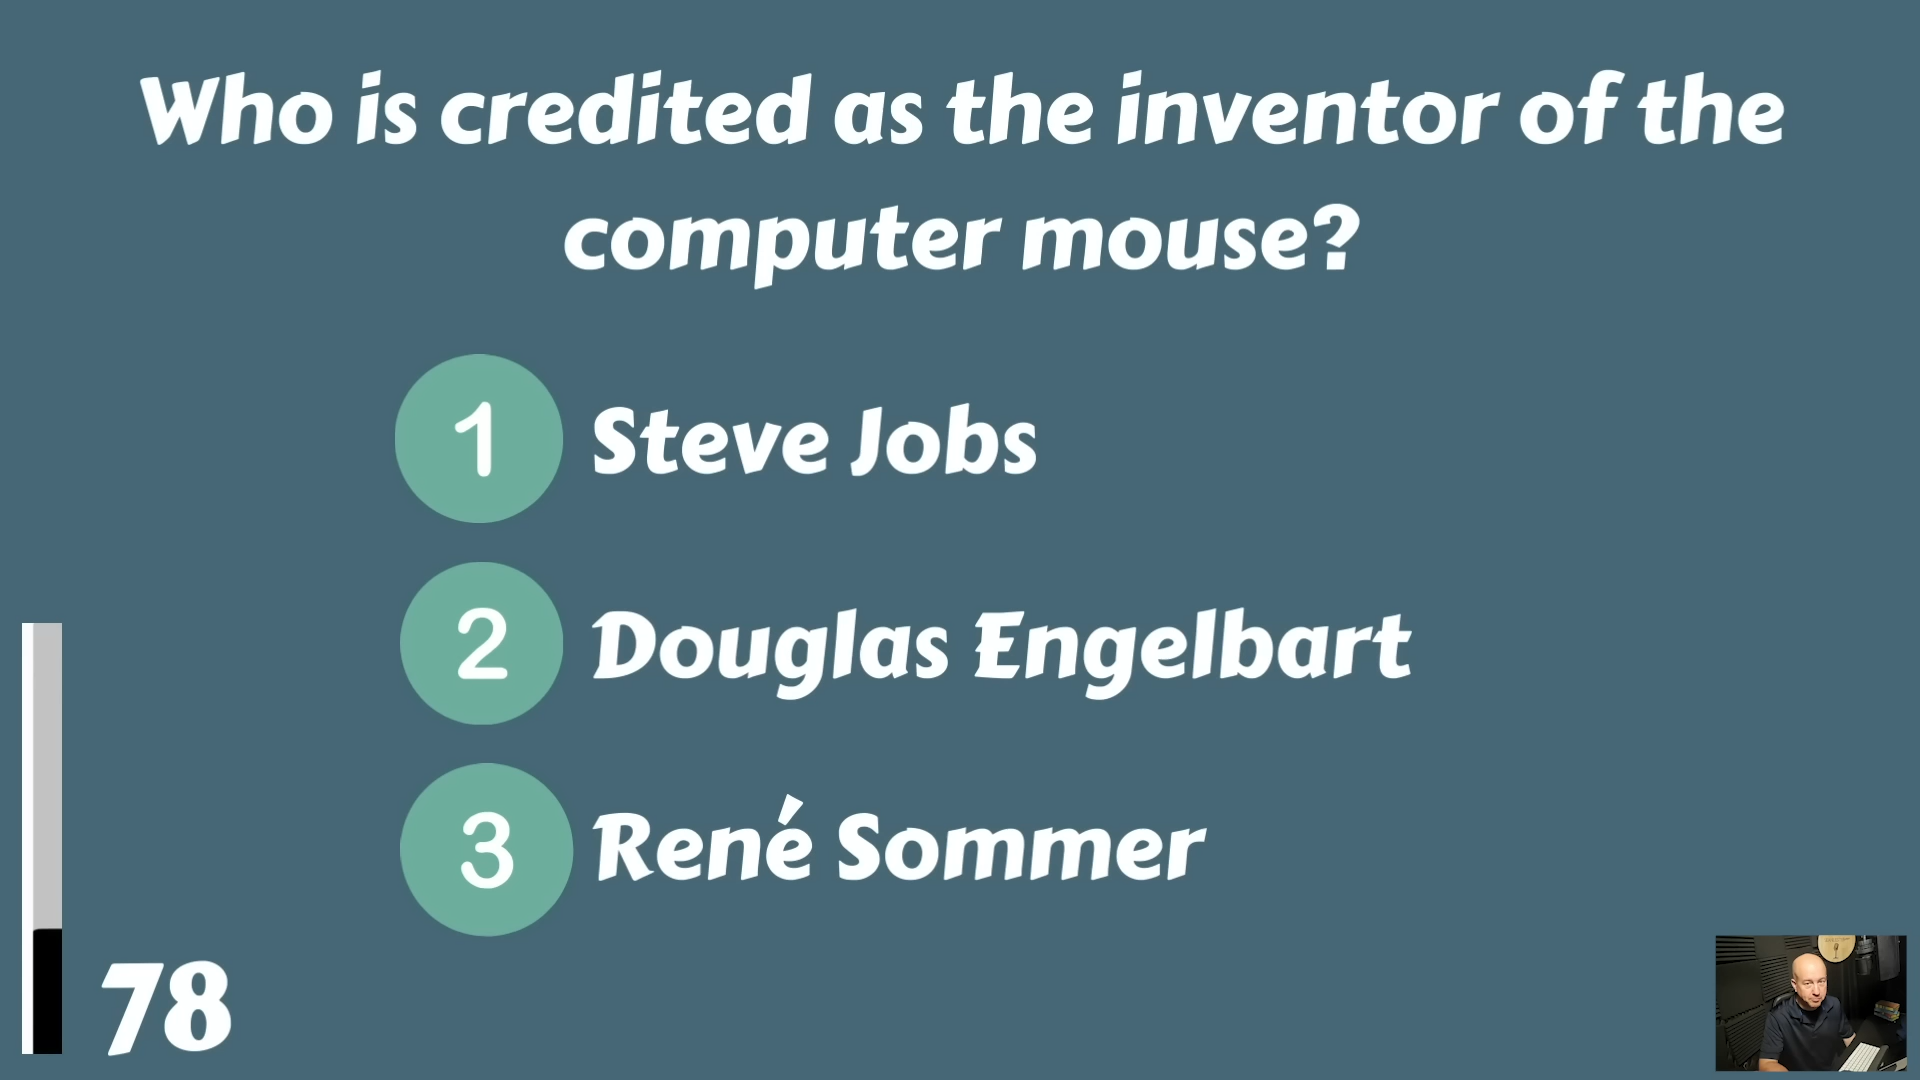 Who is credited as the inventor of the
computer mouse?
1 Steve Jobs
2 Douglas Engelbart
3 René Sommer
78